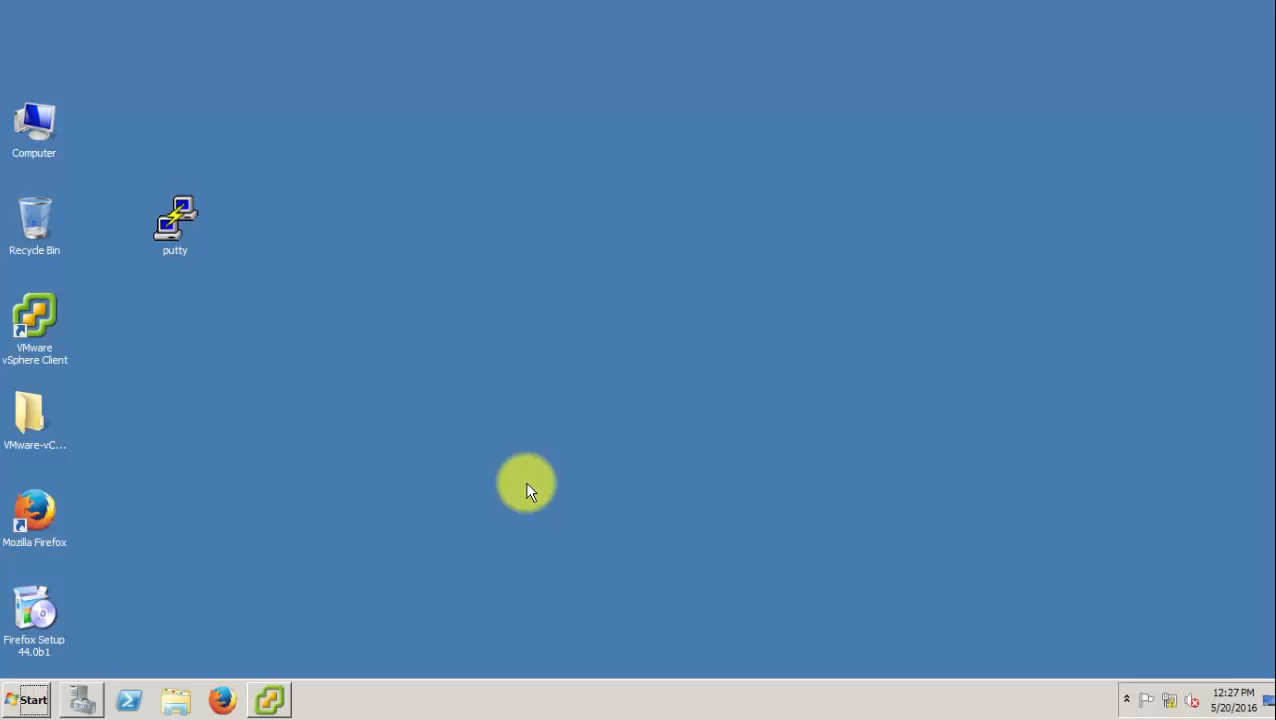 Computer
Recycle Bin
putty
VMware
vSphere Client
VMware-vC...
Mozilla Firefox
Firefox Setup
44.0b1
Start
12:27 PM
5/20/2016